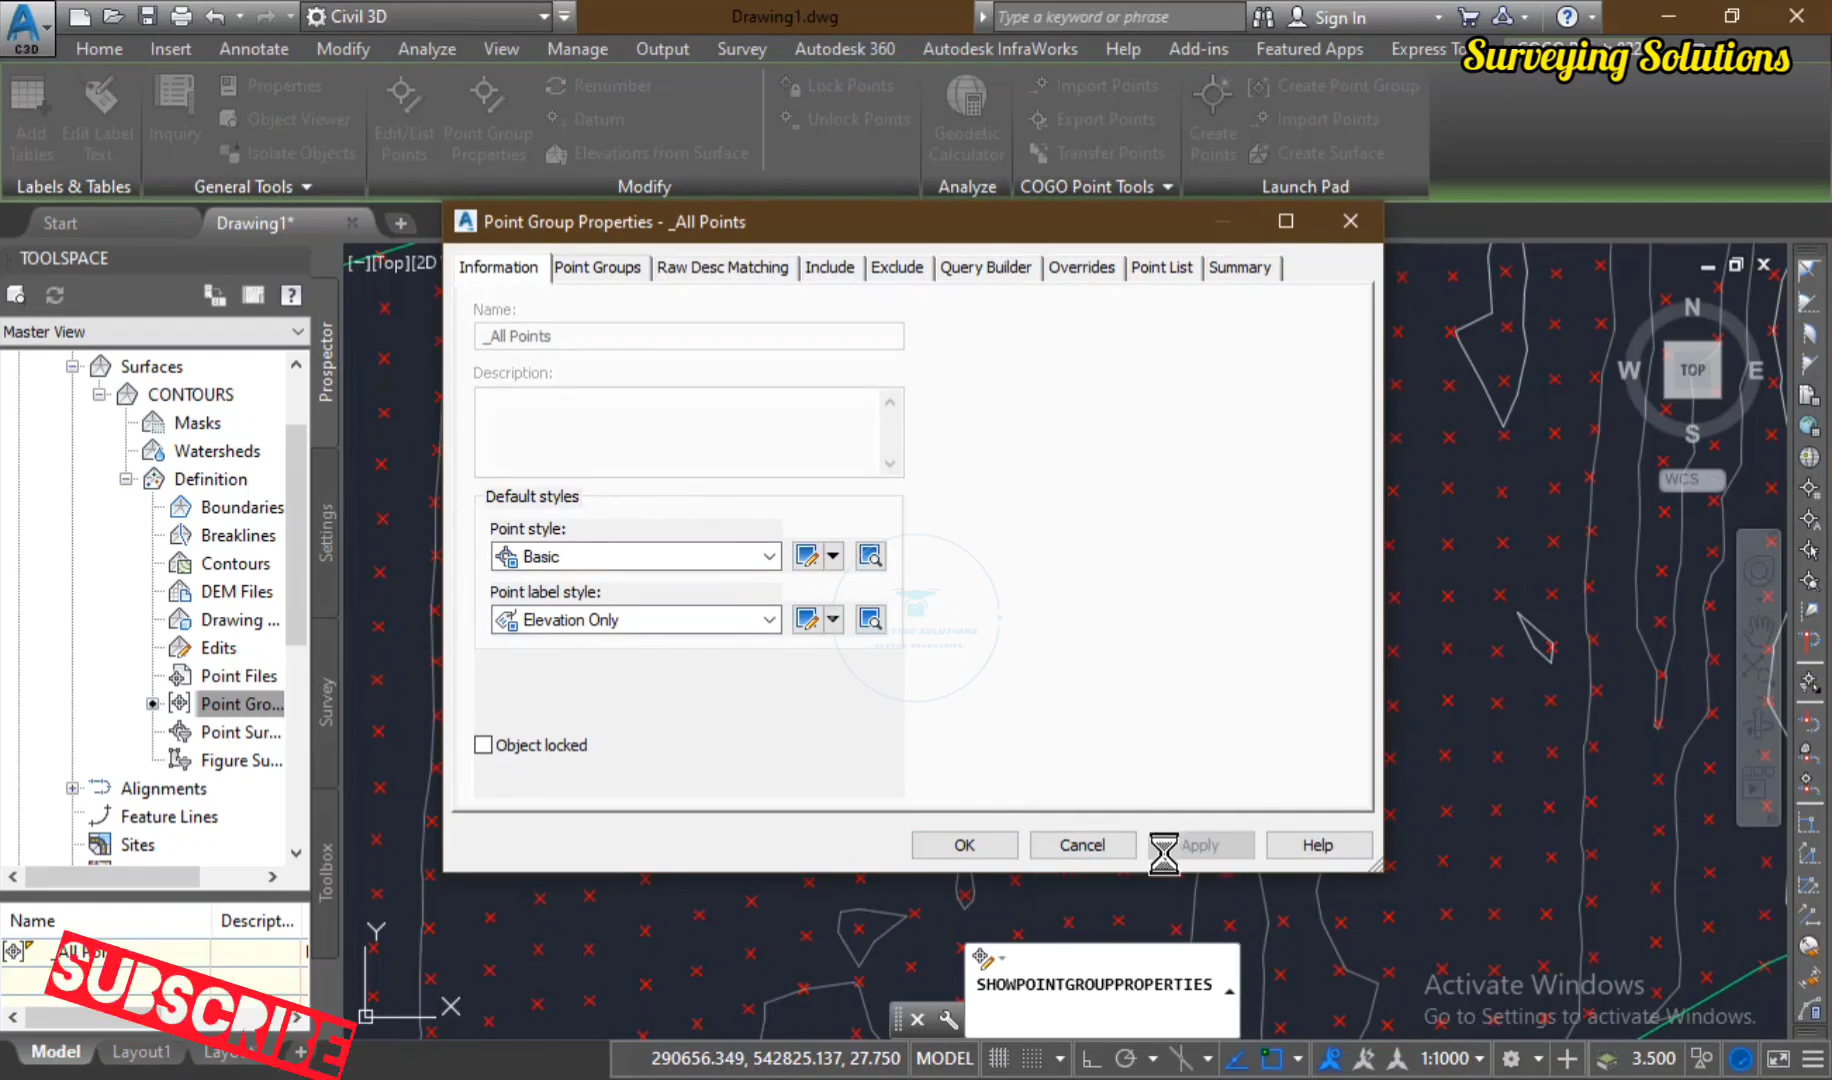 Civil 3D
Drawing1.dwg
Type a keyword or phrase
Sign In
C3D
Home
Insert
Annotate
Modify
Analyze
View
Manage
Output
Survey
Autodesk 360
Autodesk InfraWorks
Help
Add-ins
Featured Apps
Express To
Surveying Solutions
Add Tables
Edit Label Text
Inquiry
Properties
Object Viewer
Isolate Objects
Edit/List Points
Point Group Properties
Renumber
Datum
Elevations from Surface
Lock Points
Unlock Points
Geodetic Calculator
Import Points
Export Points
Transfer Points
Create Points
Create Point Group
Import Points
Create Surface
Labels & Tables
General Tools
Modify
Analyze
COGO Point Tools
Launch Pad
Start
Drawing1*
TOOLSPACE
[−][Top][2D
Master View
Surfaces
CONTOURS
Masks
Watersheds
Definition
Boundaries
Breaklines
Contours
DEM Files
Drawing ...
Edits
Point Files
Point Gro...
Point Sur...
Figure Su...
Alignments
Feature Lines
Sites
Prospector
Settings
Survey
Toolbox
Name
Descript...
_All Poi
SUBSCRIBE
Point Group Properties - _All Points
Information
Point Groups
Raw Desc Matching
Include
Exclude
Query Builder
Overrides
Point List
Summary
Name:
_All Points
Description:
Default styles
Point style:
Basic
Point label style:
Elevation Only
Object locked
OK
Cancel
Apply
Help
N
W
TOP
E
S
WCS
Y
X
SHOWPOINTGROUPPROPERTIES
Activate Windows
Go to Settings to activate Windows.
Model
Layout1
290656.349, 542825.137, 27.750
MODEL
1:1000
3.500